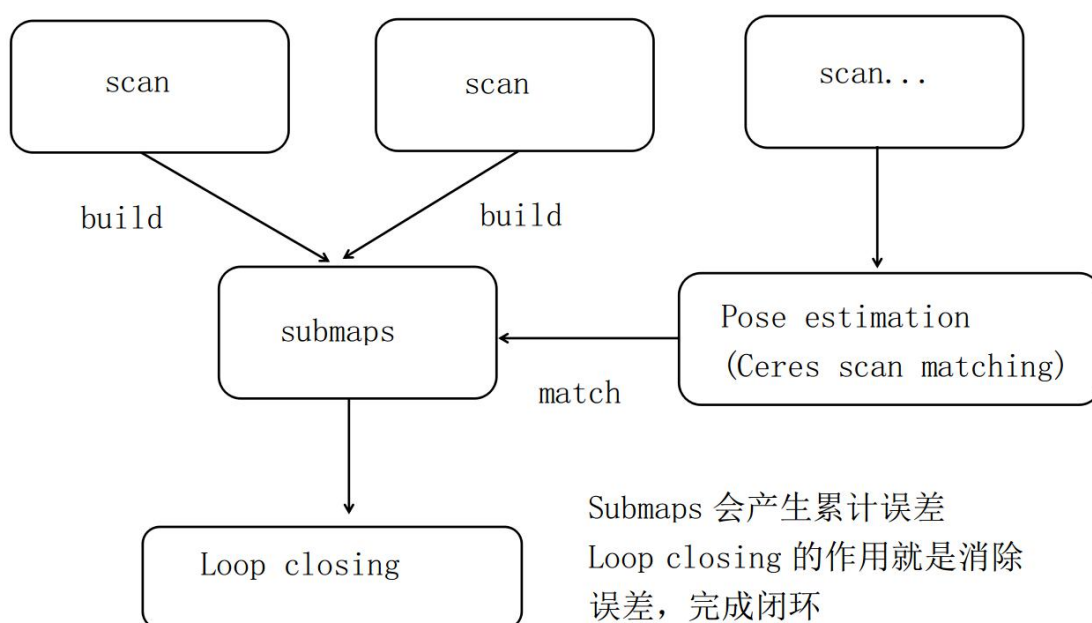 scan
scan
scan...
build
build
submaps
Pose estimation
(Ceres scan matching)
match
Loop closing
Submaps 会产生累计误差
Loop closing 的作用就是消除
误差，完成闭环